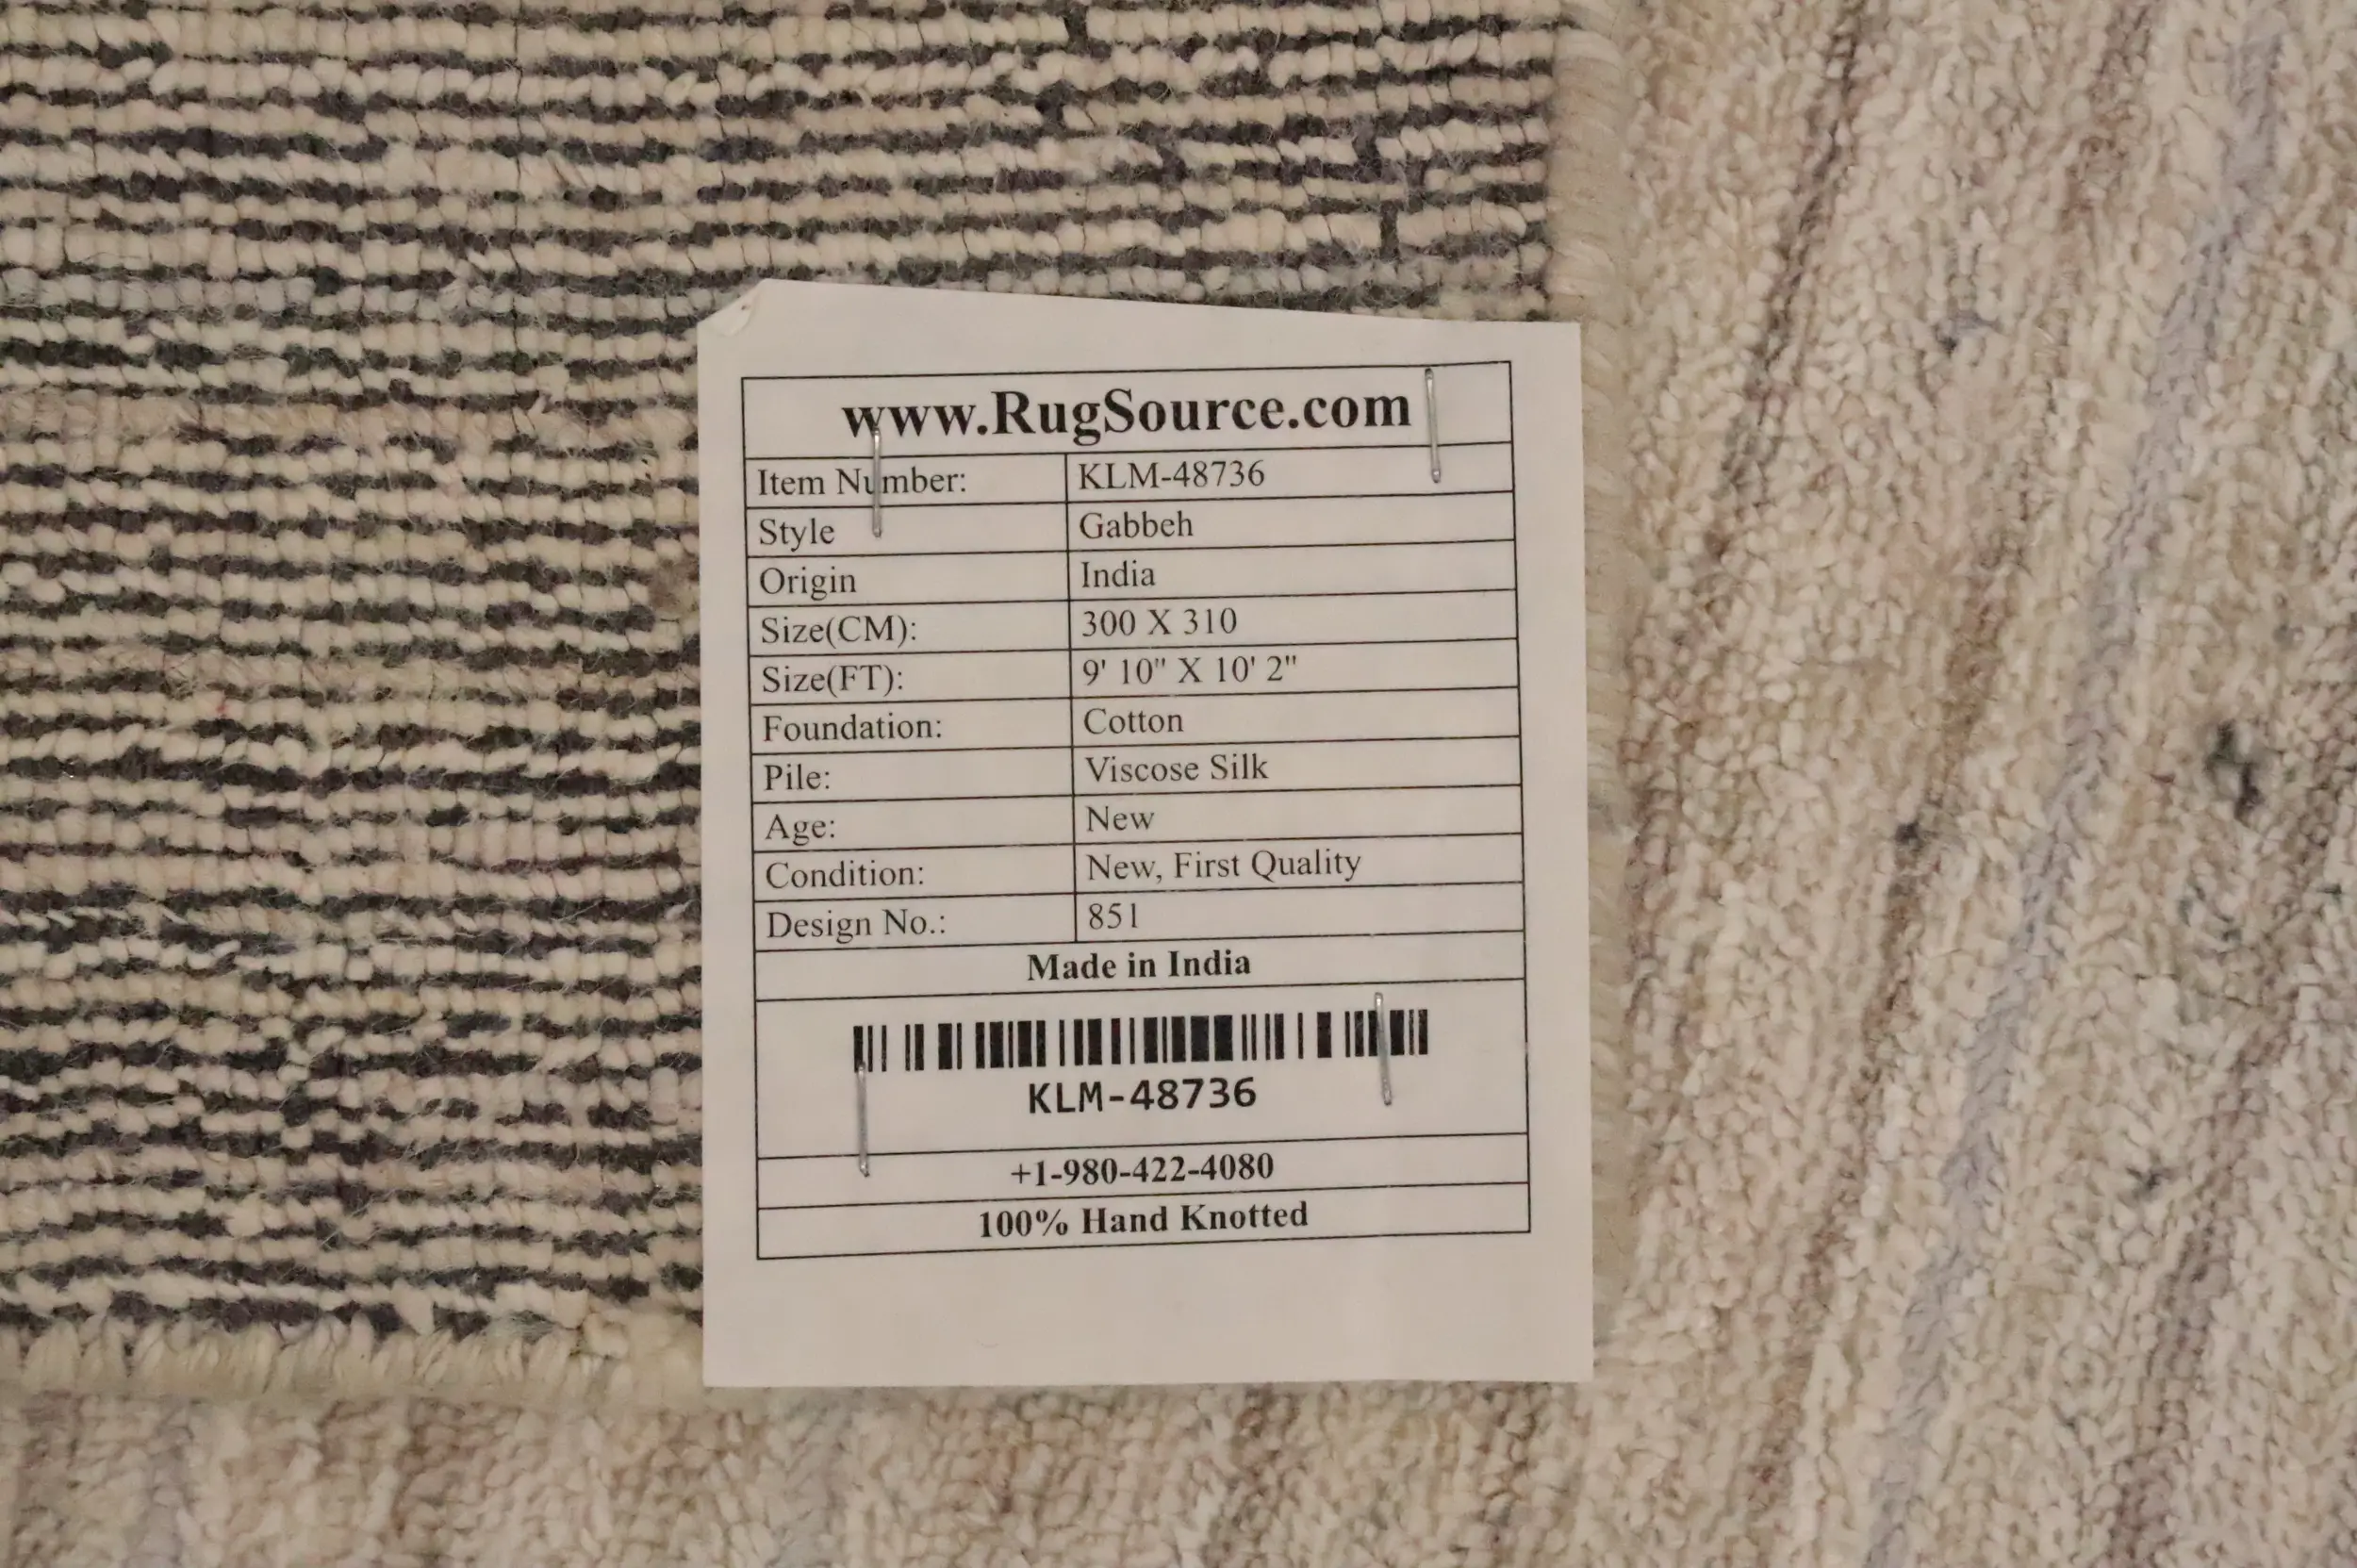 www.RugSource.com
Item Number: KLM-48736
Style Gabbeh
Origin India
Size(CM): 300 X 310
Size(FT): 9' 10" X 10' 2"
Foundation: Cotton
Pile: Viscose Silk
Age: New
Condition: New, First Quality
Design No.: 851
Made in India
KLM-48736
+1-980-422-4080
100% Hand Knotted